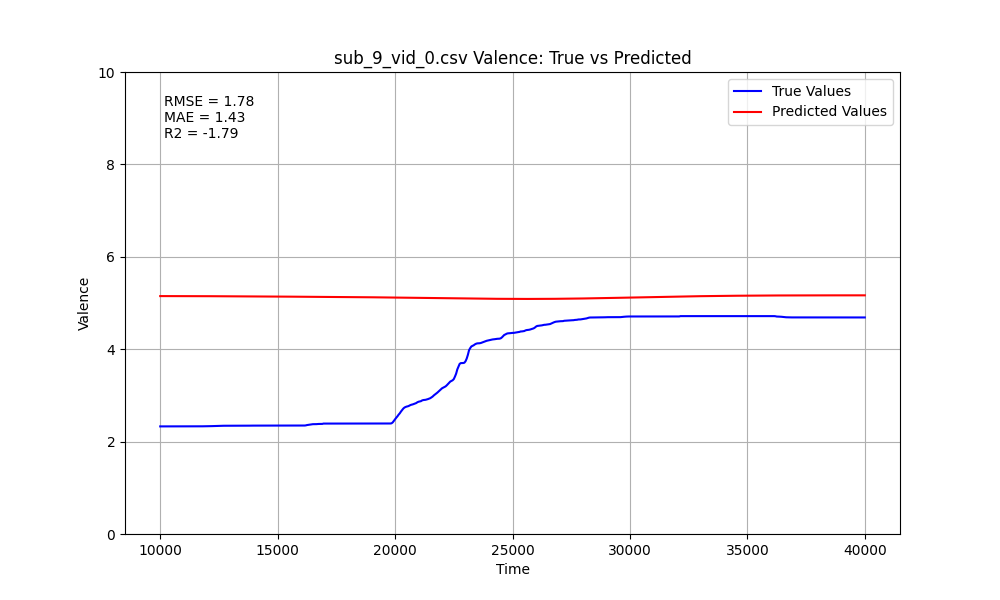 sub_9_vid_0.csv Valence: True vs Predicted
RMSE = 1.78
MAE = 1.43
R2 = -1.79
True Values
Predicted Values
10
8
6
4
2
0
Valence
10000 15000 20000 25000 30000 35000 40000
Time